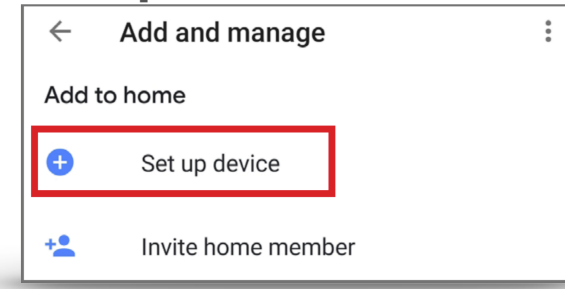 Add and manage
Add to home
Set up device
Invite home member